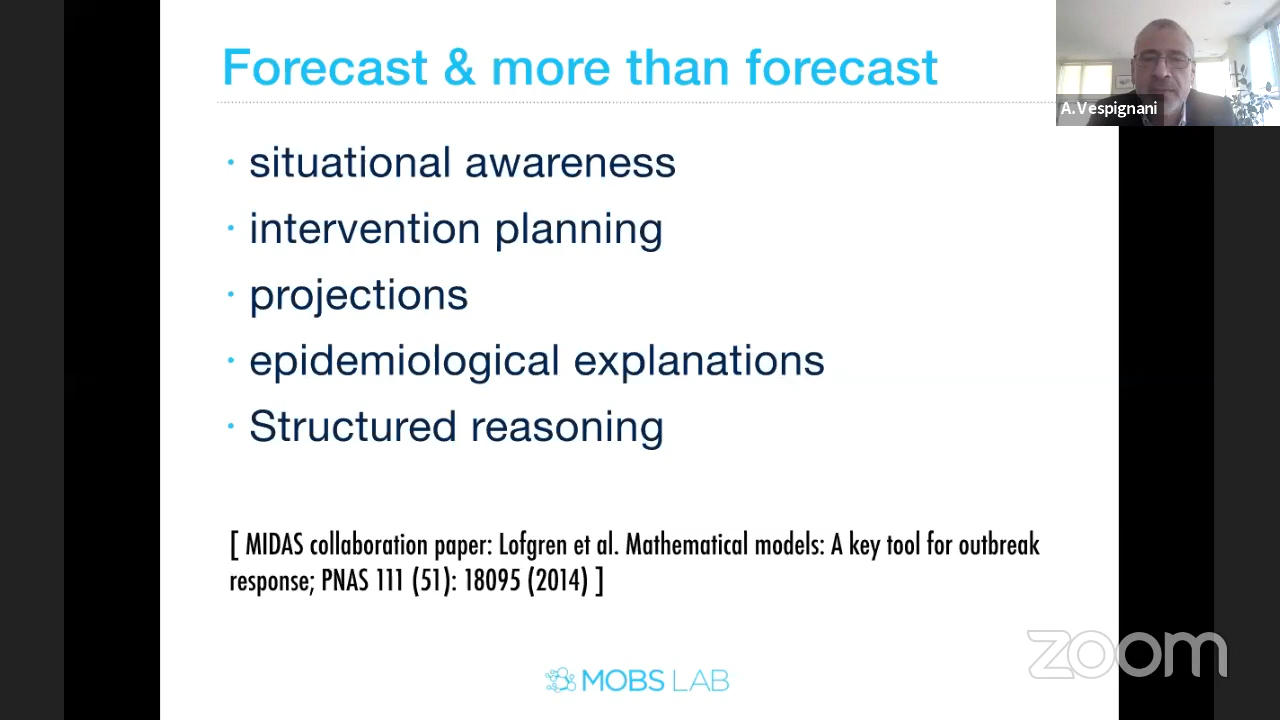 Forecast & more than forecast
A.Vespignani
· situational awareness
· intervention planning
· projections
· epidemiological explanations
· Structured reasoning
[ MIDAS collaboration paper: Lofgren et al. Mathematical models: A key tool for outbreak
response; PNAS 111 (51): 18095 (2014) ]
zoom
MOBS LAB